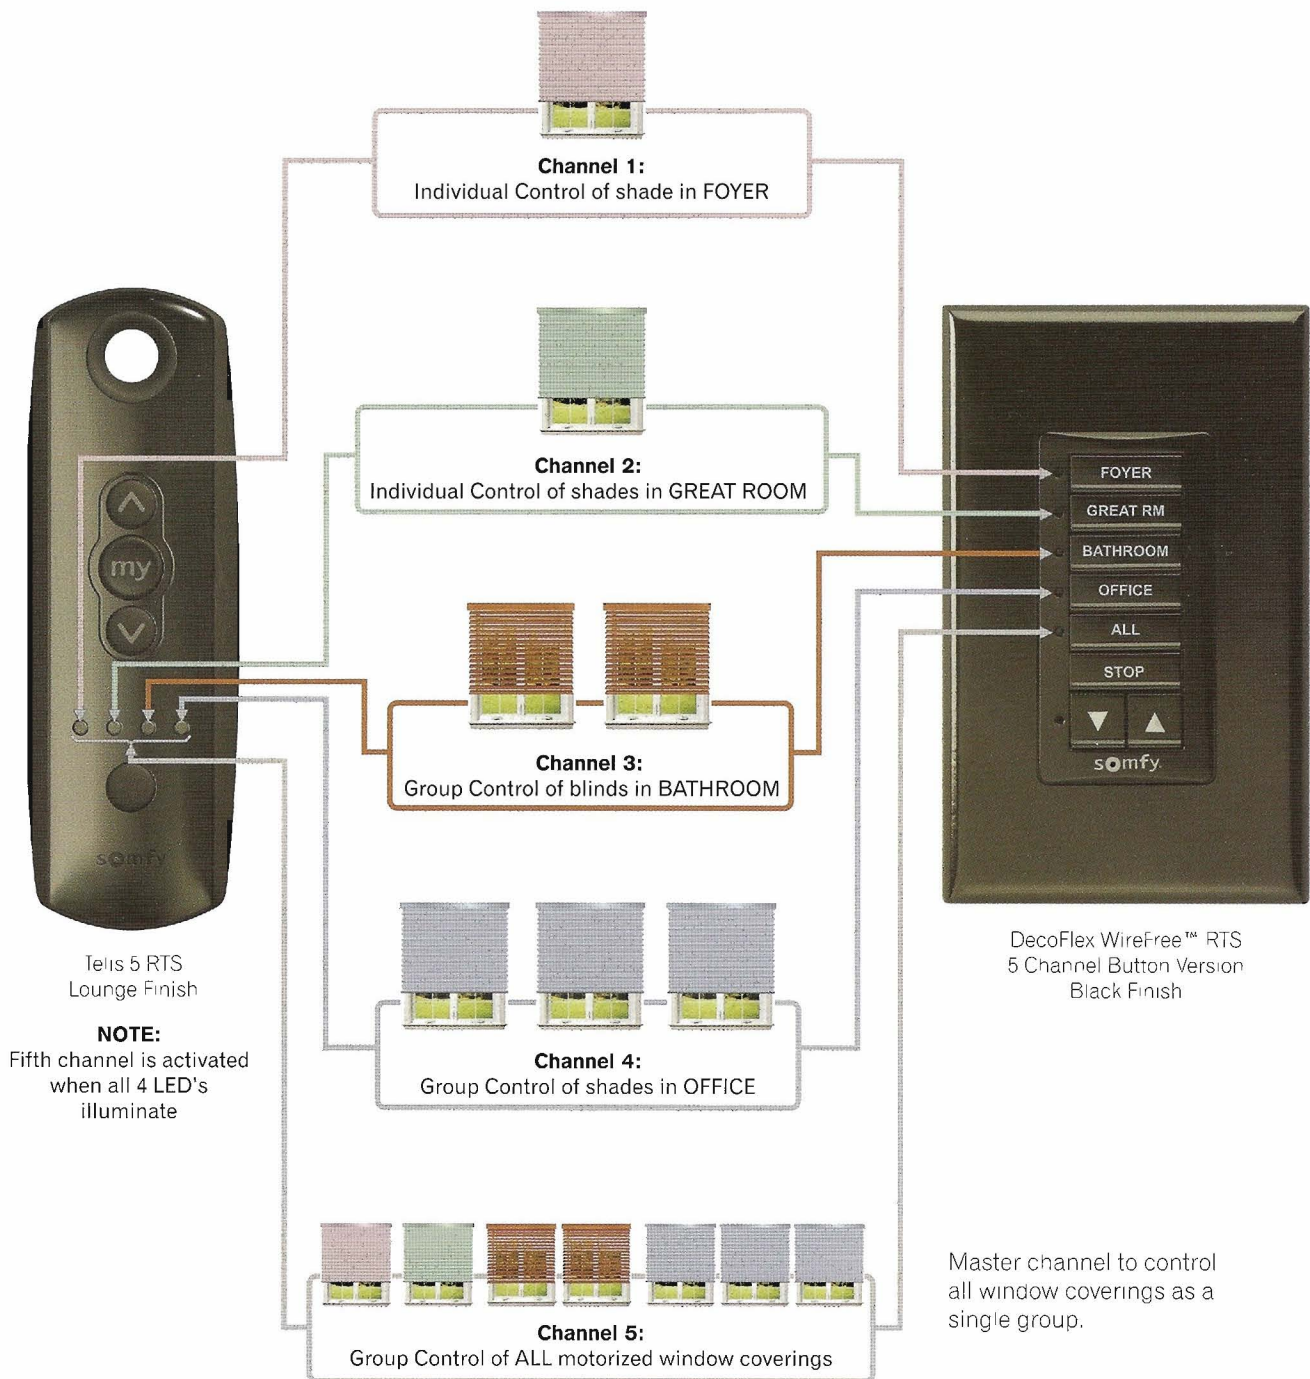 Channel 1:
Individual Control of shade in FOYER
Channel 2:
Individual Control of shades in GREAT ROOM
Channel 3:
Group Control of blinds in BATHROOM
Channel 4:
Group Control of shades in OFFICE
Channel 5:
Group Control of ALL motorized window coverings
my
somfy
Telis 5 RTS
Lounge Finish
NOTE:
Fifth channel is activated
when all 4 LED's
illuminate
FOYER
GREAT RM
BATHROOM
OFFICE
ALL
STOP
somfy.
DecoFlex WireFree™ RTS
5 Channel Button Version
Black Finish
Master channel to control
all window coverings as a
single group.